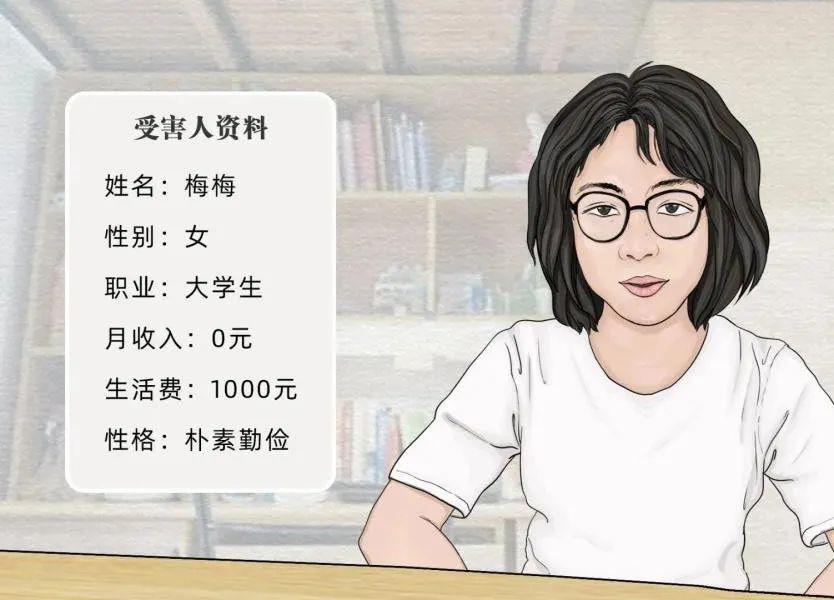 受害人资料
姓名：梅梅
性别：女
职业：大学生
月收入：0元
生活费：1000元
性格：朴素勤俭